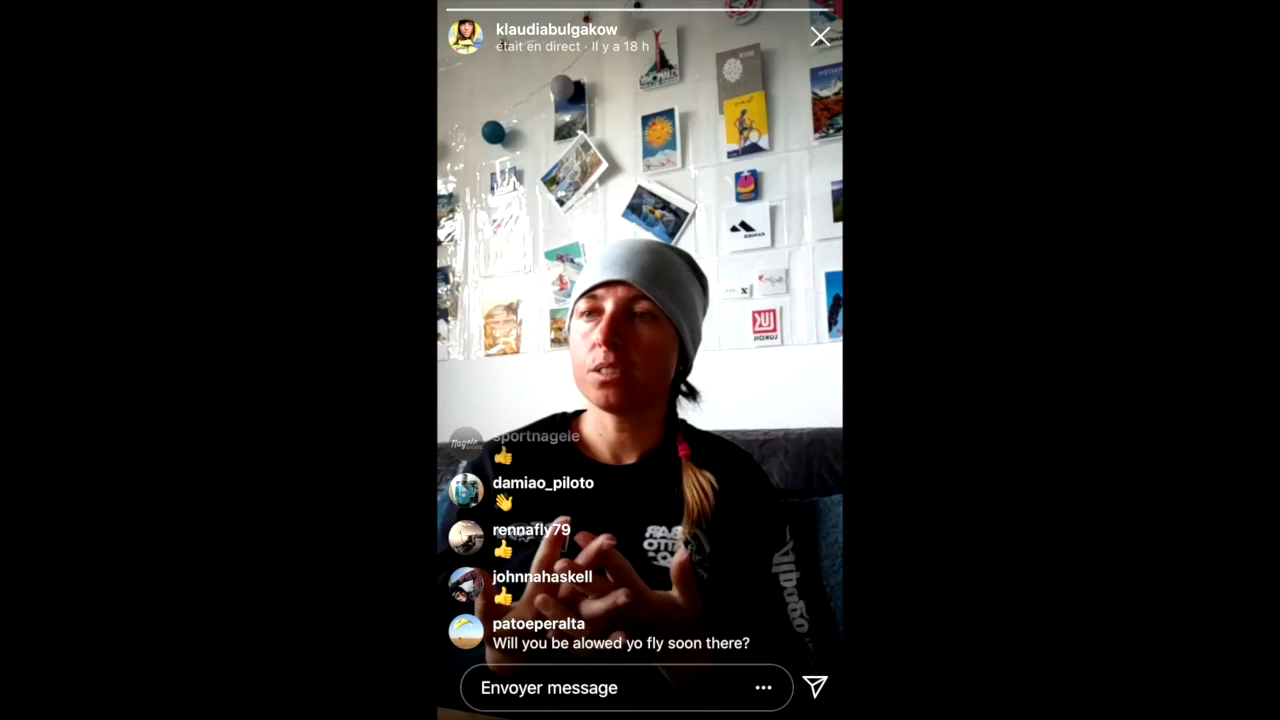 klaudiabulgakow
était en direct · Il y a 18 h
LUKOIL
sportnagele
damiao_piloto
rennafly79
johnnahaskell
patoeperalta
Will you be alowed yo fly soon there?
Alpago
Envoyer message